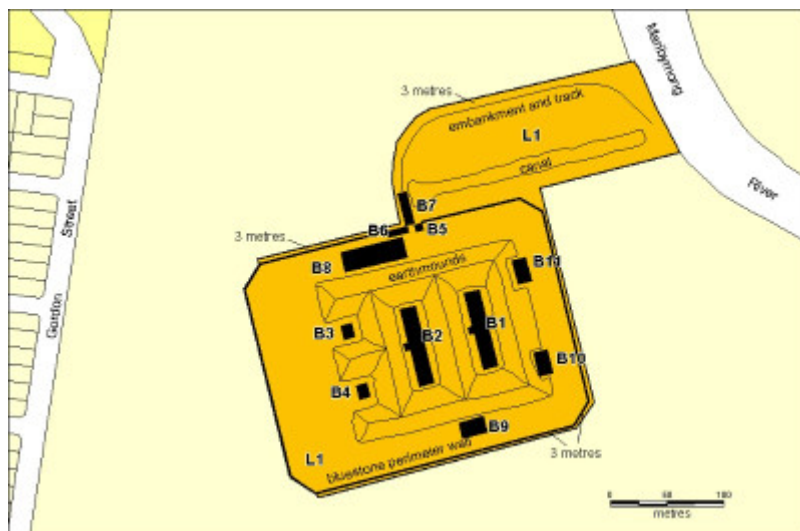 Maribyrnong
River
3 metres
embankment and track
L1
canal
Gordon
Street
B7
B6
B5
3 metres
B8
earthmounds
B11
B3
B2
B1
B4
B10
B9
L1
bluestone perimeter wall
3 metres
0
50
100
metres